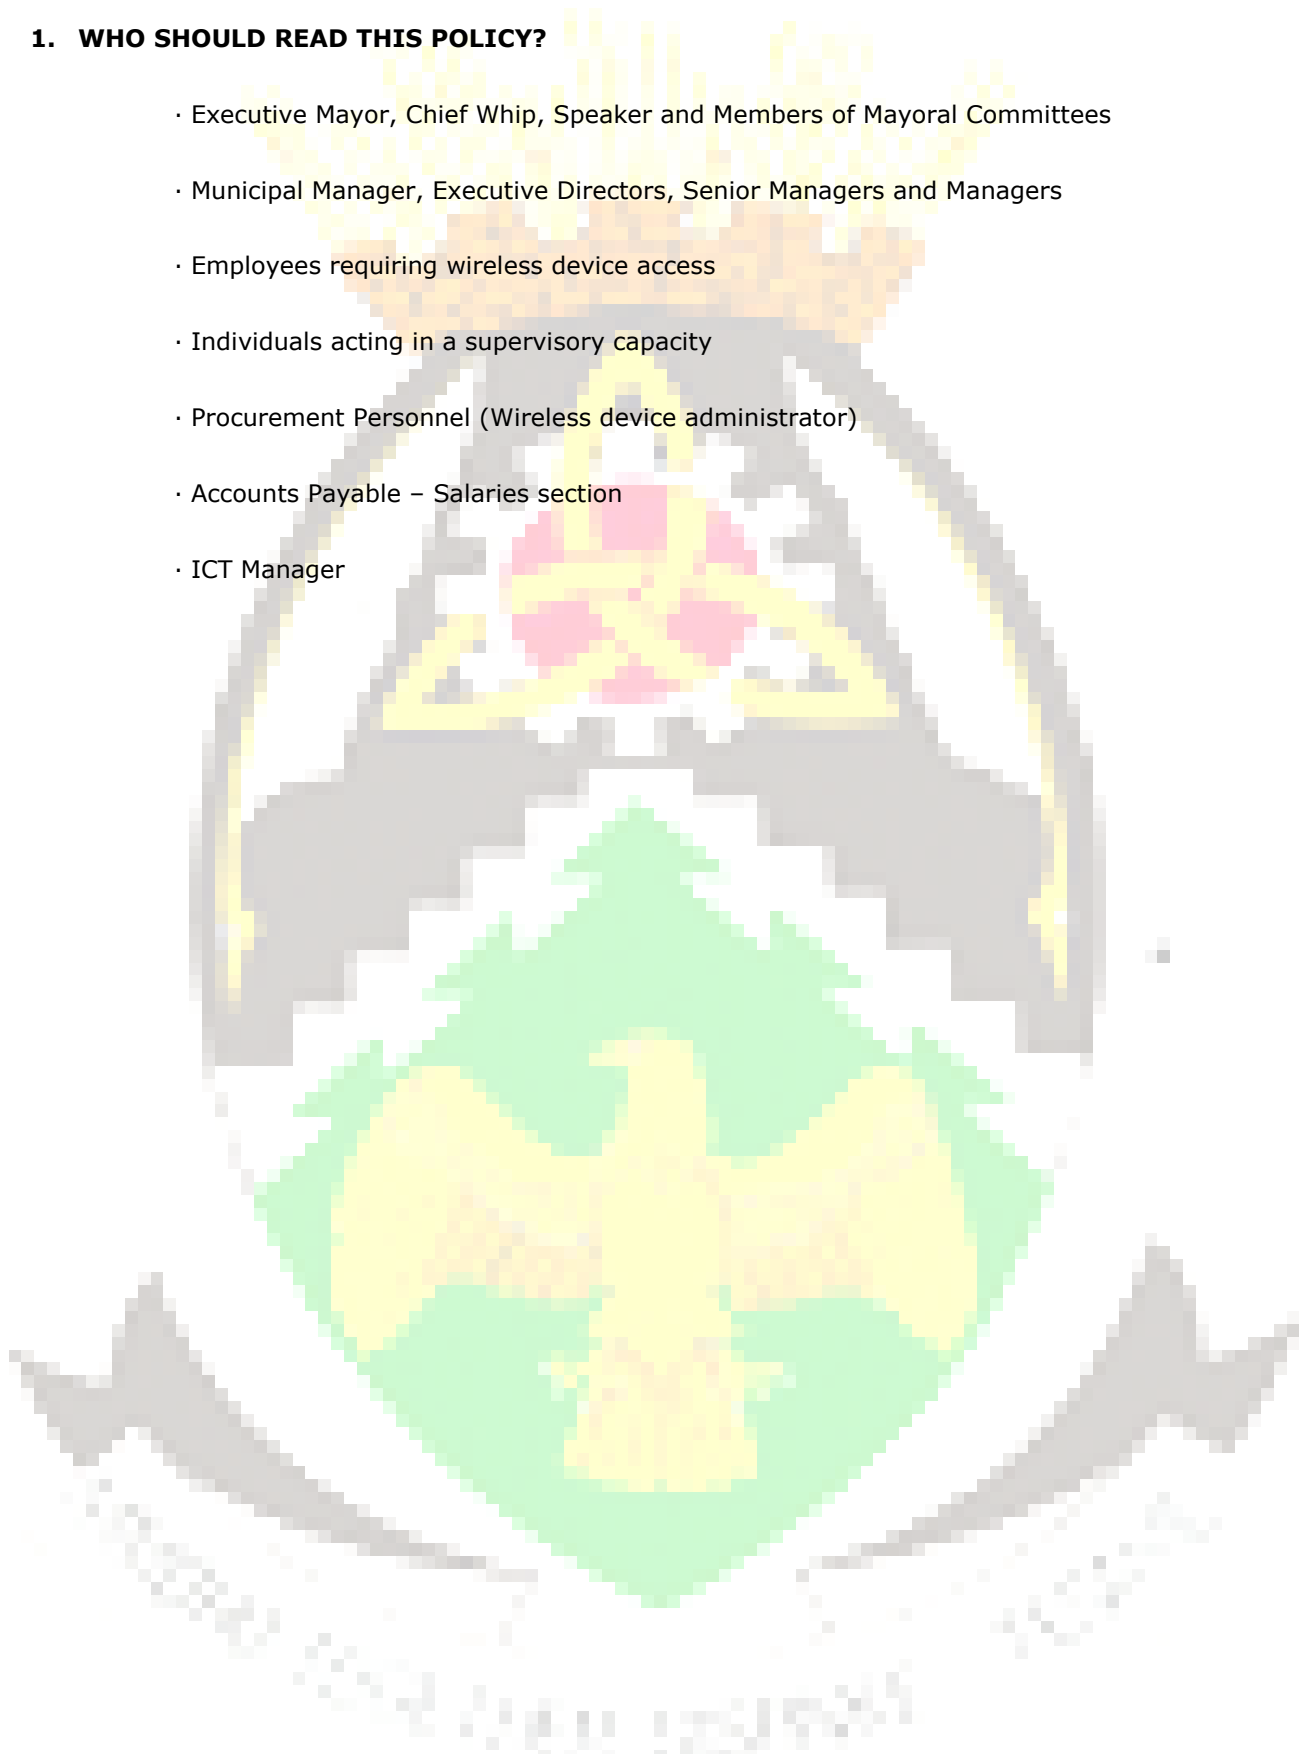 1. WHO SHOULD READ THIS POLICY?
· Executive Mayor, Chief Whip, Speaker and Members of Mayoral Committees
· Municipal Manager, Executive Directors, Senior Managers and Managers
· Employees requiring wireless device access
· Individuals acting in a supervisory capacity
· Procurement Personnel (Wireless device administrator)
· Accounts Payable – Salaries section
· ICT Manager